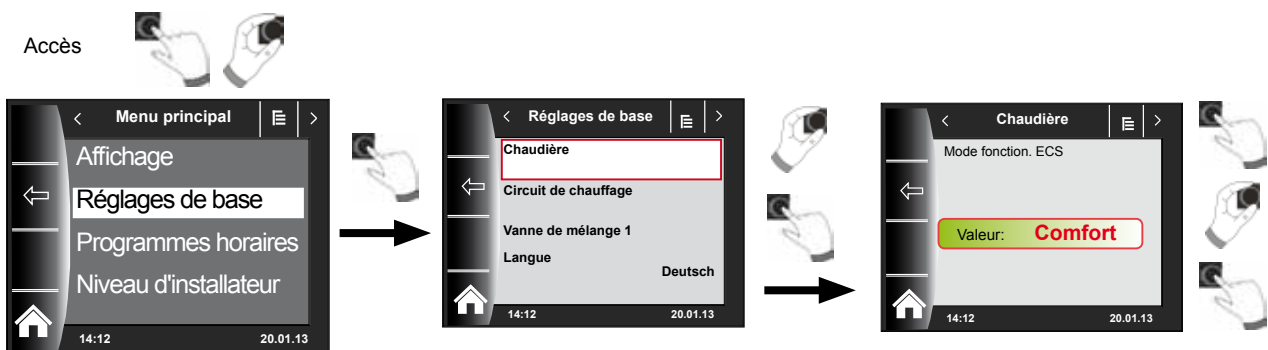 Accès
< Menu principal >
Affichage
Réglages de base
Programmes horaires
Niveau d'installateur
14:12 20.01.13
< Réglages de base >
Chaudière
Circuit de chauffage
Vanne de mélange 1
Langue
Deutsch
14:12 20.01.13
< Chaudière >
Mode fonction. ECS
Valeur: Comfort
14:12 20.01.13